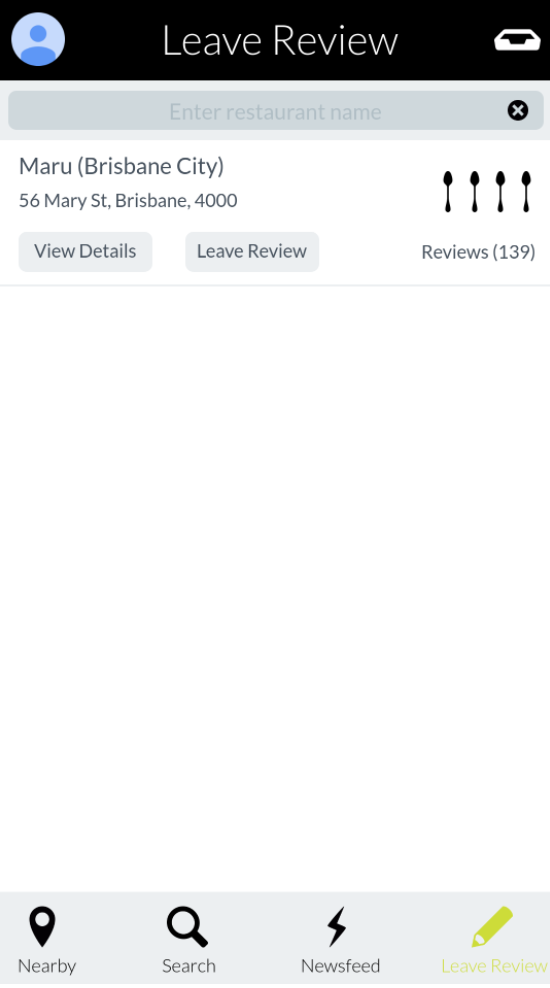 Leave Review
Enter restaurant name
Maru (Brisbane City)
56 Mary St, Brisbane, 4000
View Details
Leave Review
Reviews (139)
Nearby
Search
Newsfeed
Leave Review